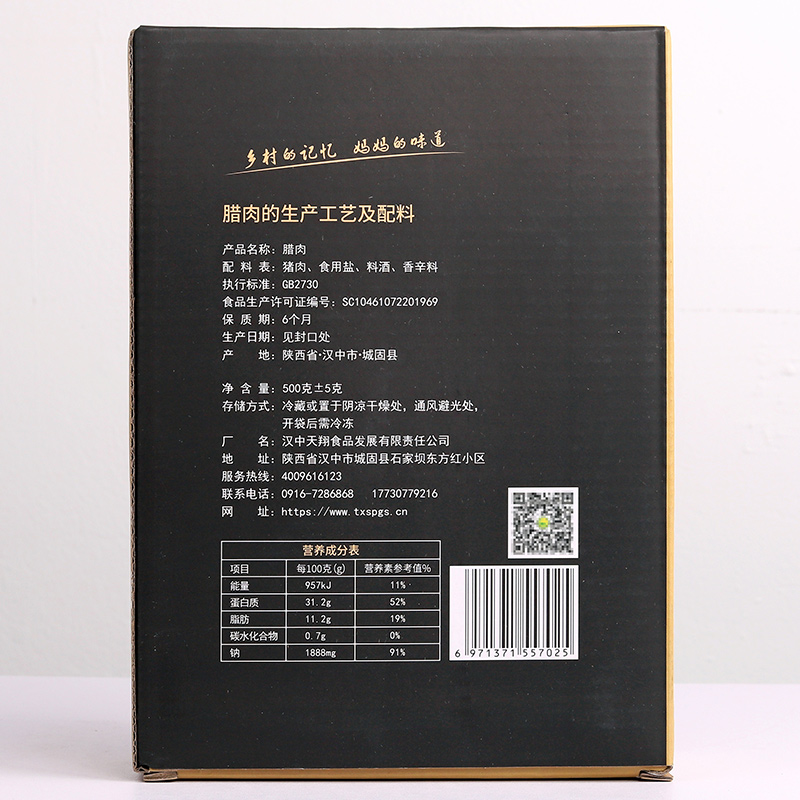 乡村的记忆 妈妈的味道
腊肉的生产工艺及配料
产品名称：腊肉
配 料 表：猪肉、食用盐、料酒、香辛料
执行标准：GB2730
食品生产许可证编号：SC10461072201969
保 质 期：6个月
生产日期：见封口处
产 地：陕西省·汉中市·城固县
净 含 量：500克±5克
存储方式：冷藏或置于阴凉干燥处，通风避光处，
开袋后需冷冻
厂 名：汉中天翔食品发展有限责任公司
地 址：陕西省汉中市城固县石家坝东方红小区
服务热线：4009616123
联系电话：0916-7286868 17730779216
网 址：https://www.txspgs.cn
营养成分表
项目 每100克(g) 营养素参考值%
能量 957kJ 11%
蛋白质 31.2g 52%
脂肪 11.2g 19%
碳水化合物 0.7g 0%
钠 1888mg 91%
6 971371 557025